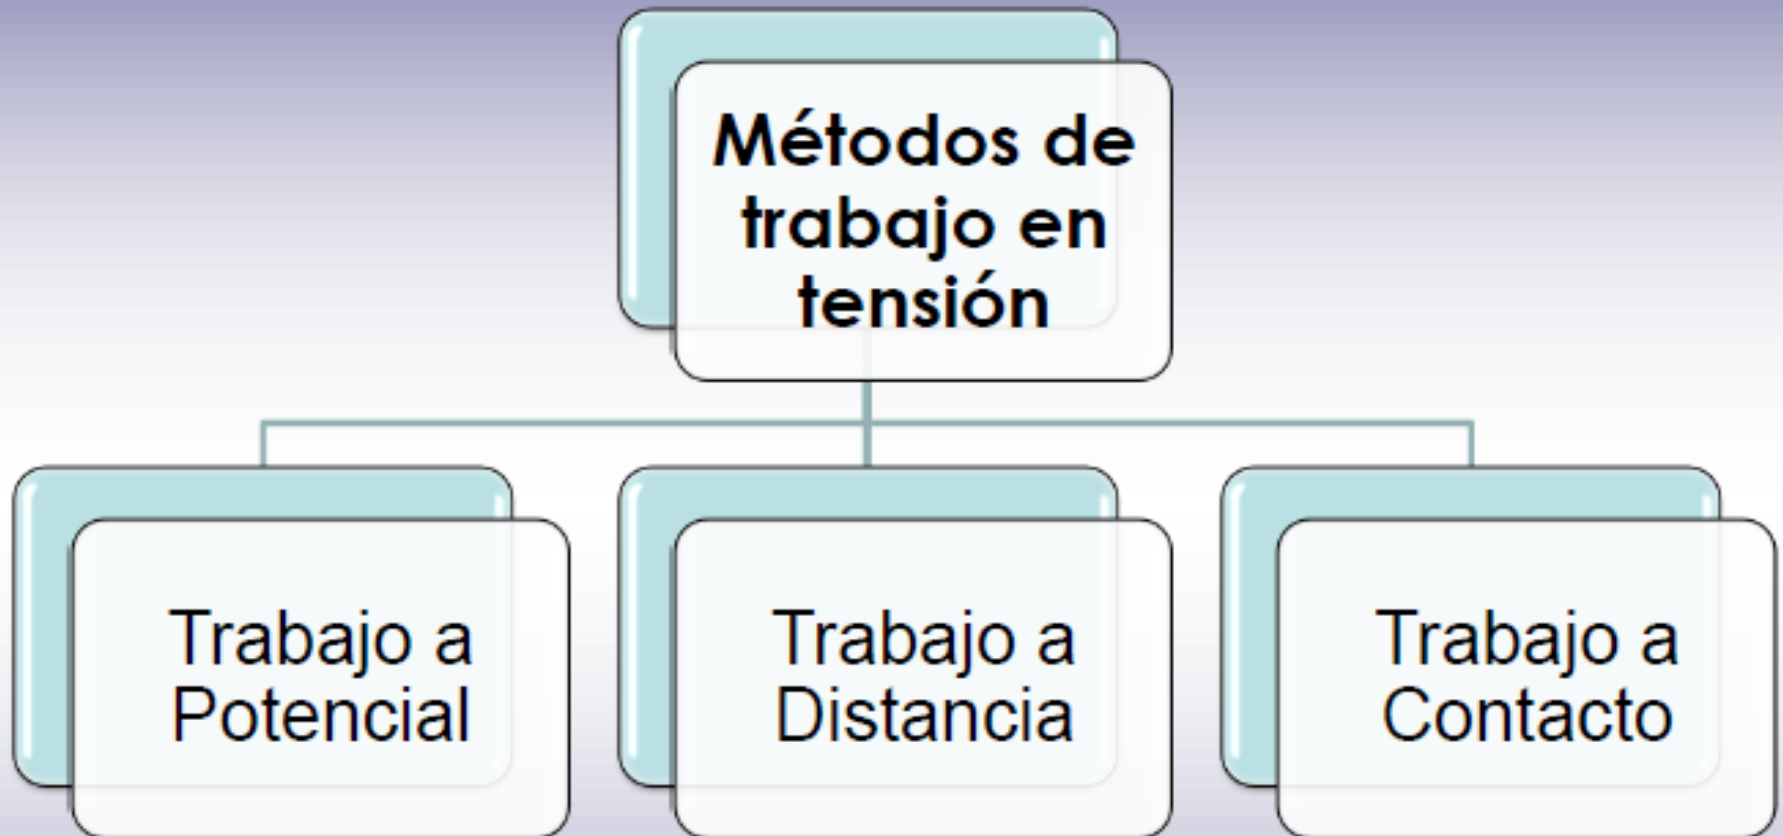 Métodos de
trabajo en
tensión
Trabajo a
Potencial
Trabajo a
Distancia
Trabajo a
Contacto